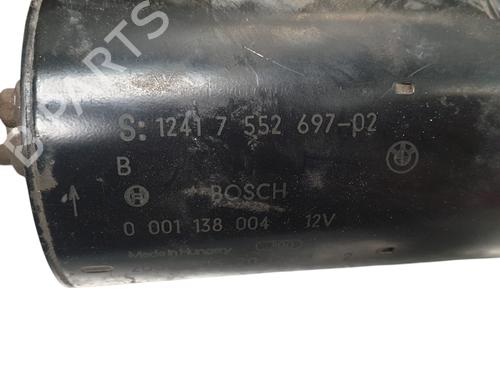 B-PARTS
S: 1241 7 552 697-02
B
BOSCH
0 001 138 004 12V
Made in Hungary